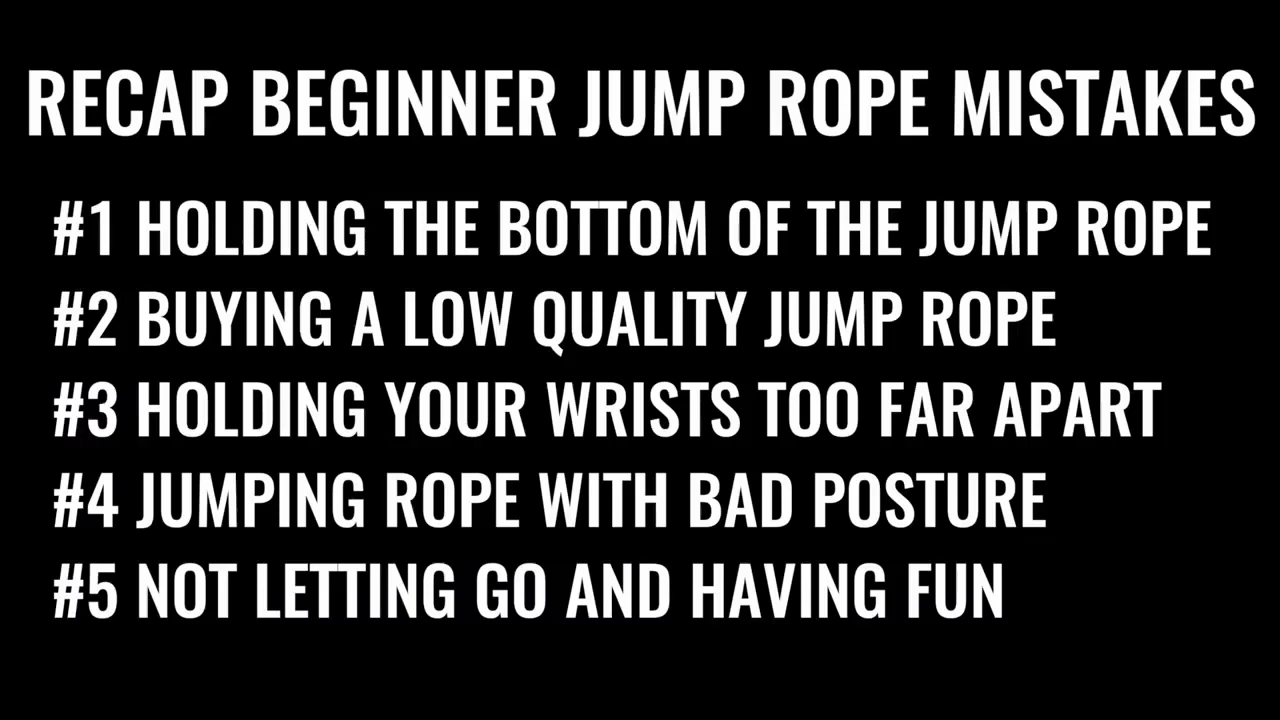 RECAP BEGINNER JUMP ROPE MISTAKES
#1 HOLDING THE BOTTOM OF THE JUMP ROPE
#2 BUYING A LOW QUALITY JUMP ROPE
#3 HOLDING YOUR WRISTS TOO FAR APART
#4 JUMPING ROPE WITH BAD POSTURE
#5 NOT LETTING GO AND HAVING FUN